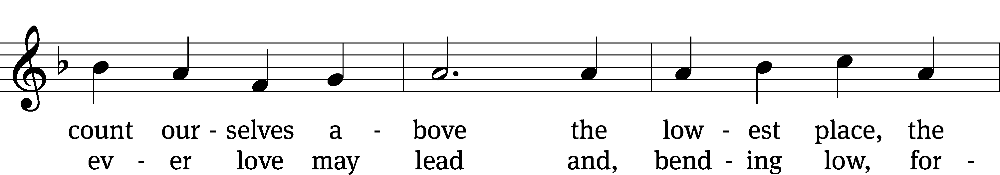 count our - selves a - bove the low - est place, the
ev - er love may lead and, bend - ing low, for -